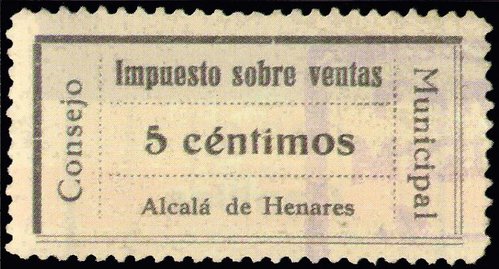 Consejo
Impuesto sobre ventas
5 céntimos
Alcalá de Henares
Municipal